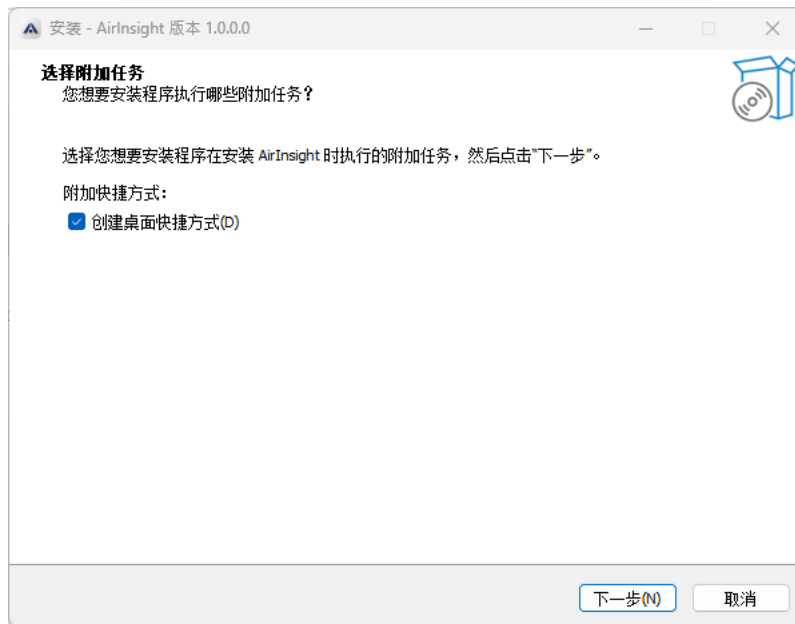 安装 - AirInsight 版本 1.0.0.0
选择附加任务
您想要安装程序执行哪些附加任务？
选择您想要安装程序在安装 AirInsight 时执行的附加任务，然后点击“下一步”。
附加快捷方式：
创建桌面快捷方式(D)
下一步(N)
取消